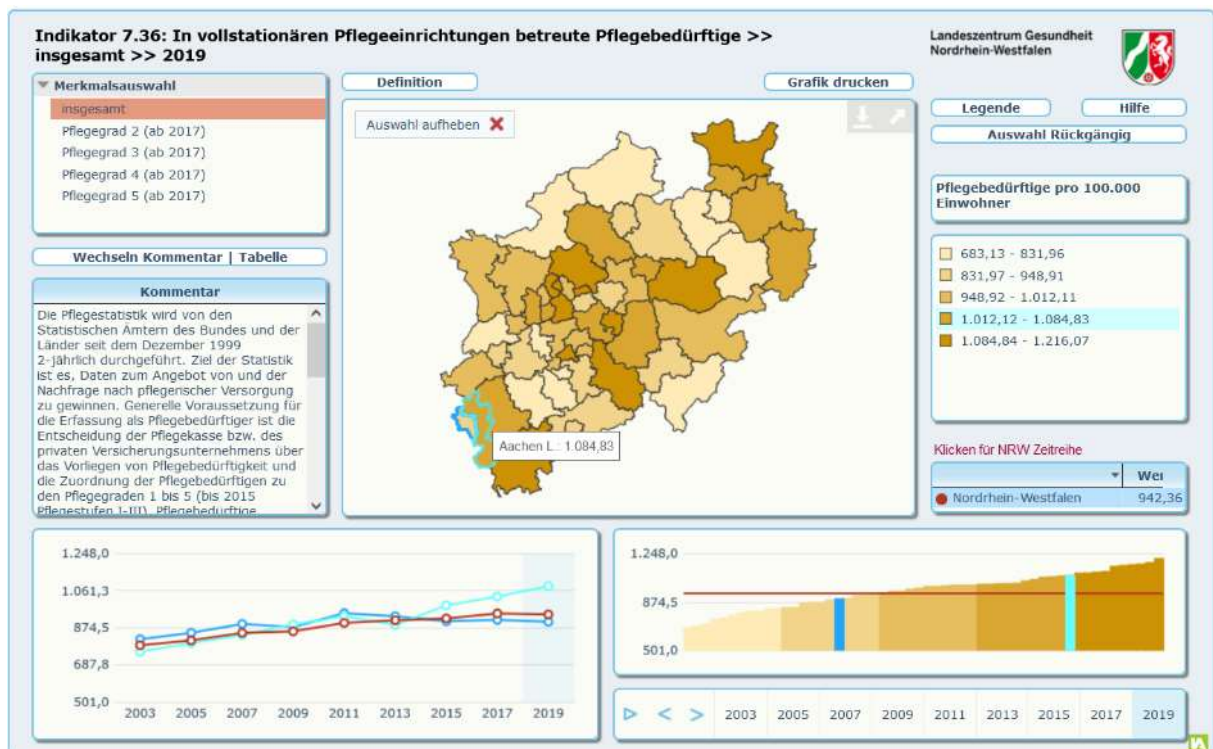 Indikator 7.36: In vollstationären Pflegeeinrichtungen betreute Pflegebedürftige >>
insgesamt >> 2019
Landeszentrum Gesundheit
Nordrhein-Westfalen
Merkmalsauswahl
insgesamt
Pflegegrad 2 (ab 2017)
Pflegegrad 3 (ab 2017)
Pflegegrad 4 (ab 2017)
Pflegegrad 5 (ab 2017)
Wechseln Kommentar | Tabelle
Kommentar
Die Pflegestatistik wird von den
Statistischen Ämtern des Bundes und der
Länder seit dem Dezember 1999
2-jährlich durchgeführt. Ziel der Statistik
ist es, Daten zum Angebot von und der
Nachfrage nach pflegerischer Versorgung
zu gewinnen. Generelle Voraussetzung für
die Erfassung als Pflegebedürftiger ist die
Entscheidung der Pflegekasse bzw. des
privaten Versicherungsunternehmens über
das Vorliegen von Pflegebedürftigkeit und
die Zuordnung der Pflegebedürftigen zu
den Pflegegraden 1 bis 5 (bis 2015
Pflegestufen I-III). Pflegebedürftige
Definition
Grafik drucken
Auswahl aufheben
Aachen L.: 1.084,83
Legende
Hilfe
Auswahl Rückgängig
Pflegebedürftige pro 100.000
Einwohner
683,13 - 831,96
831,97 - 948,91
948,92 - 1.012,11
1.012,12 - 1.084,83
1.084,84 - 1.216,07
Klicken für NRW Zeitreihe
Wei
Nordrhein-Westfalen 942,36
1.248,0
1.061,3
874,5
687,8
501,0
2003 2005 2007 2009 2011 2013 2015 2017 2019
1.248,0
874,5
501,0
2003 2005 2007 2009 2011 2013 2015 2017 2019